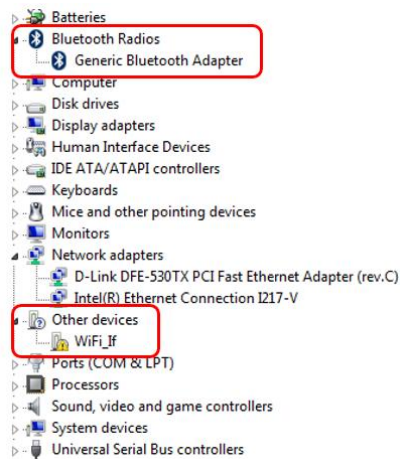 Batteries
Bluetooth Radios
Generic Bluetooth Adapter
Computer
Disk drives
Display adapters
Human Interface Devices
IDE ATA/ATAPI controllers
Keyboards
Mice and other pointing devices
Monitors
Network adapters
D-Link DFE-530TX PCI Fast Ethernet Adapter (rev.C)
Intel(R) Ethernet Connection I217-V
Other devices
WiFi_If
Ports (COM & LPT)
Processors
Sound, video and game controllers
System devices
Universal Serial Bus controllers